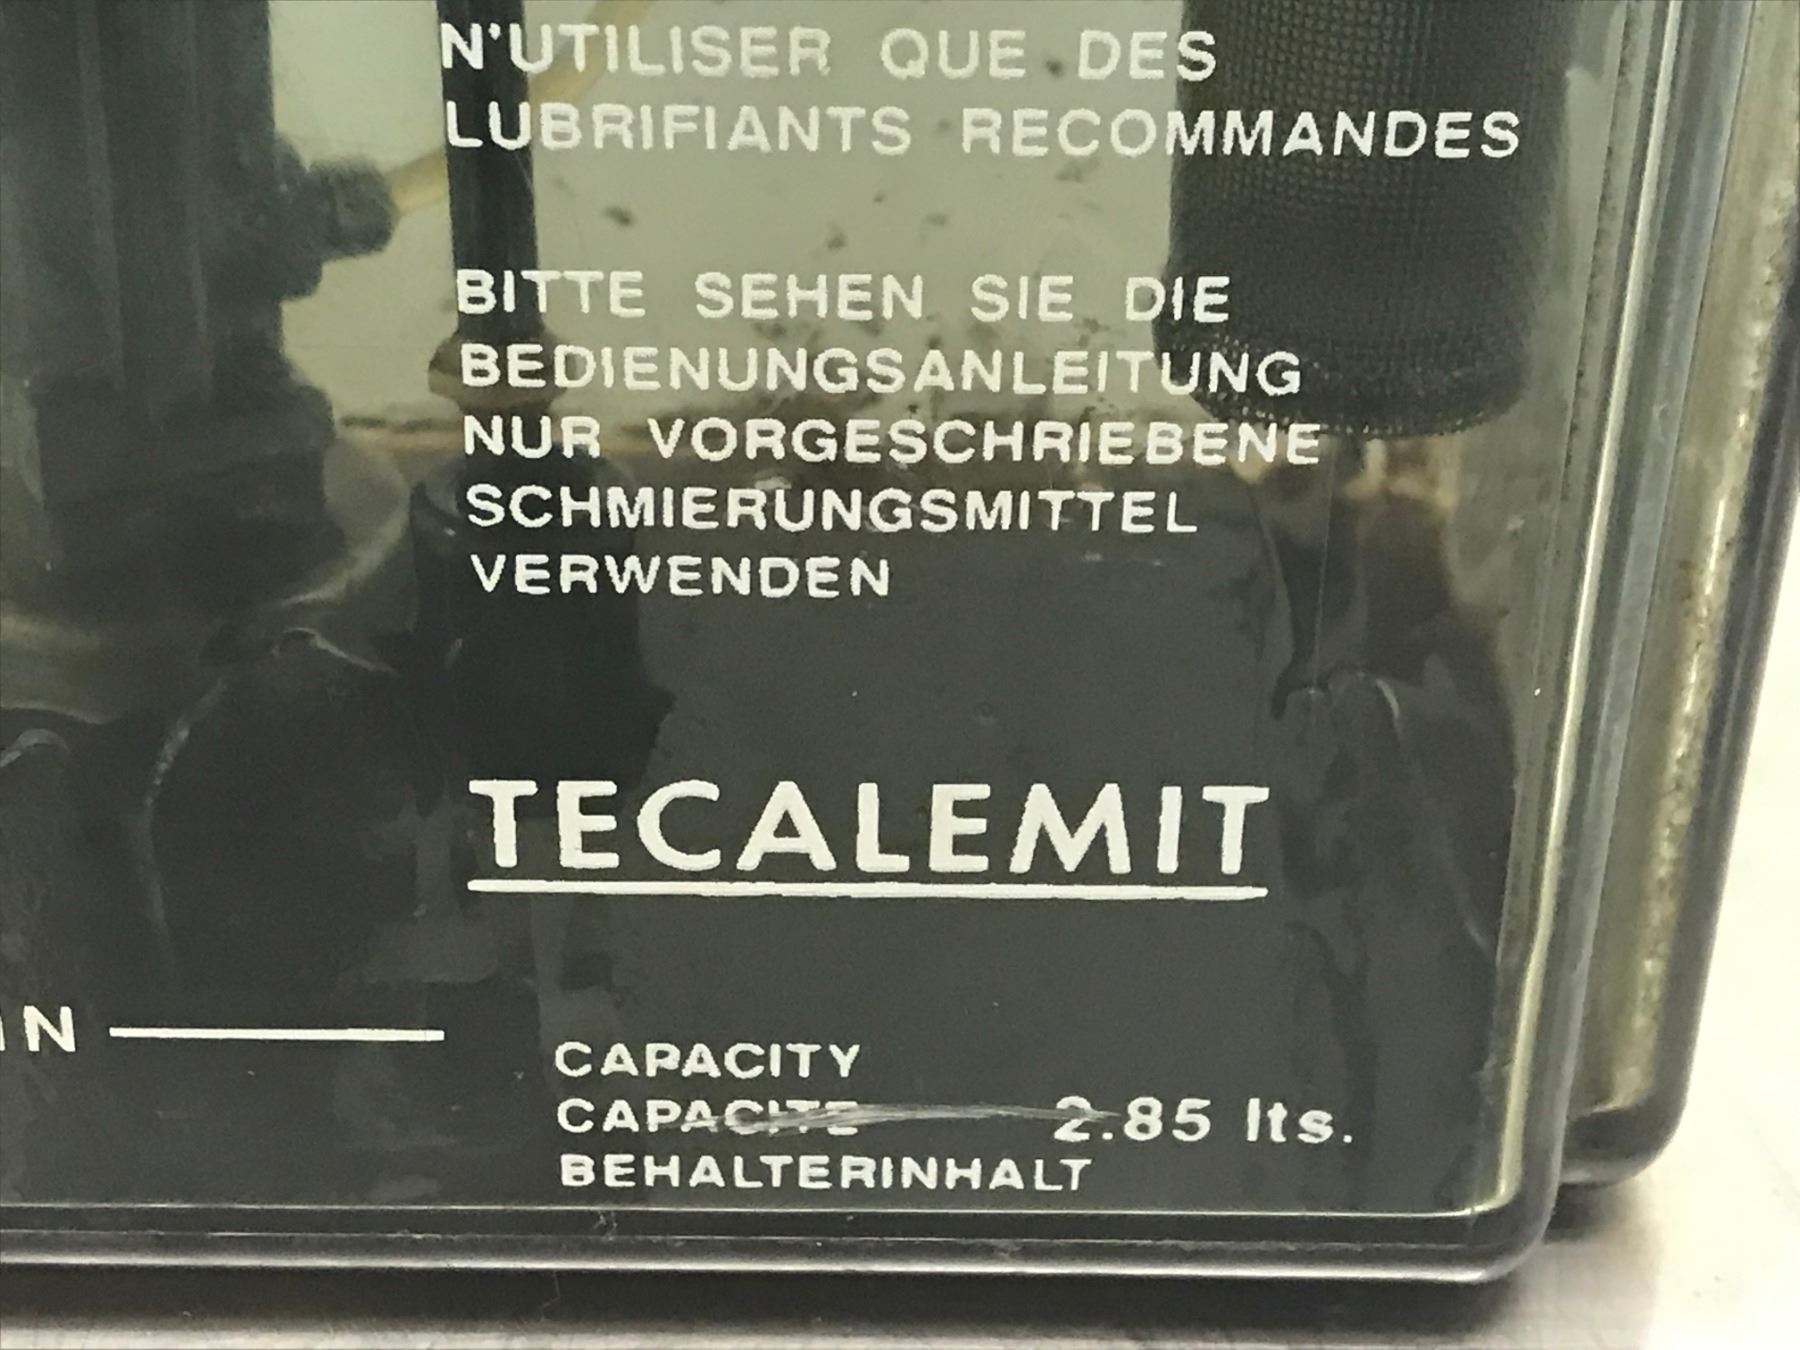 N'UTILISER QUE DES
LUBRIFIANTS RECOMMANDES
BITTE SEHEN SIE DIE
BEDIENUNGSANLEITUNG
NUR VORGESCHRIEBENE
SCHMIERUNGSMITTEL
VERWENDEN
TECALEMIT
CAPACITY
CAPACITE 2.85 lts.
BEHALTERINHALT